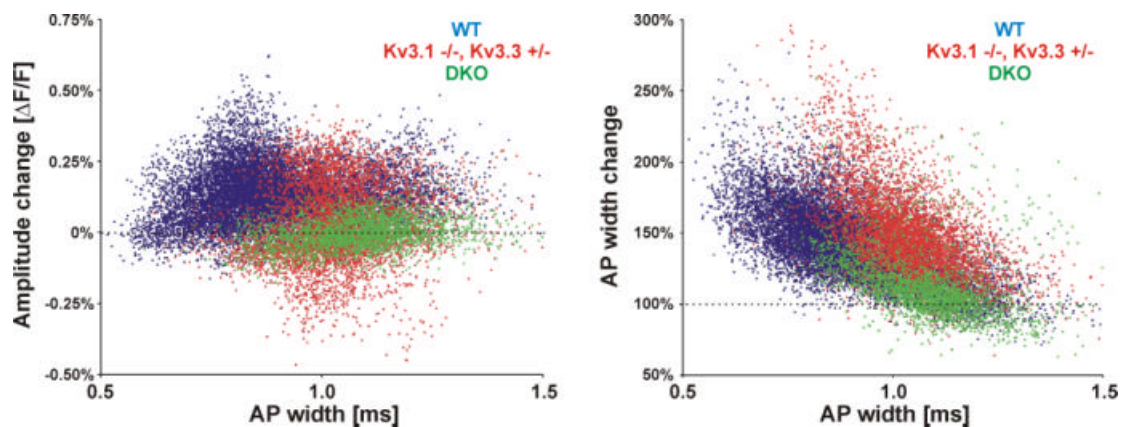 0.75%
0.50%
0.25%
0%
-0.25%
-0.50%
Amplitude change [ΔF/F]
WT
Kv3.1 -/-, Kv3.3 +/-
DKO
0.5
1.0
1.5
AP width [ms]
300%
250%
200%
150%
100%
50%
AP width change
WT
Kv3.1 -/-, Kv3.3 +/-
DKO
0.5
1.0
1.5
AP width [ms]